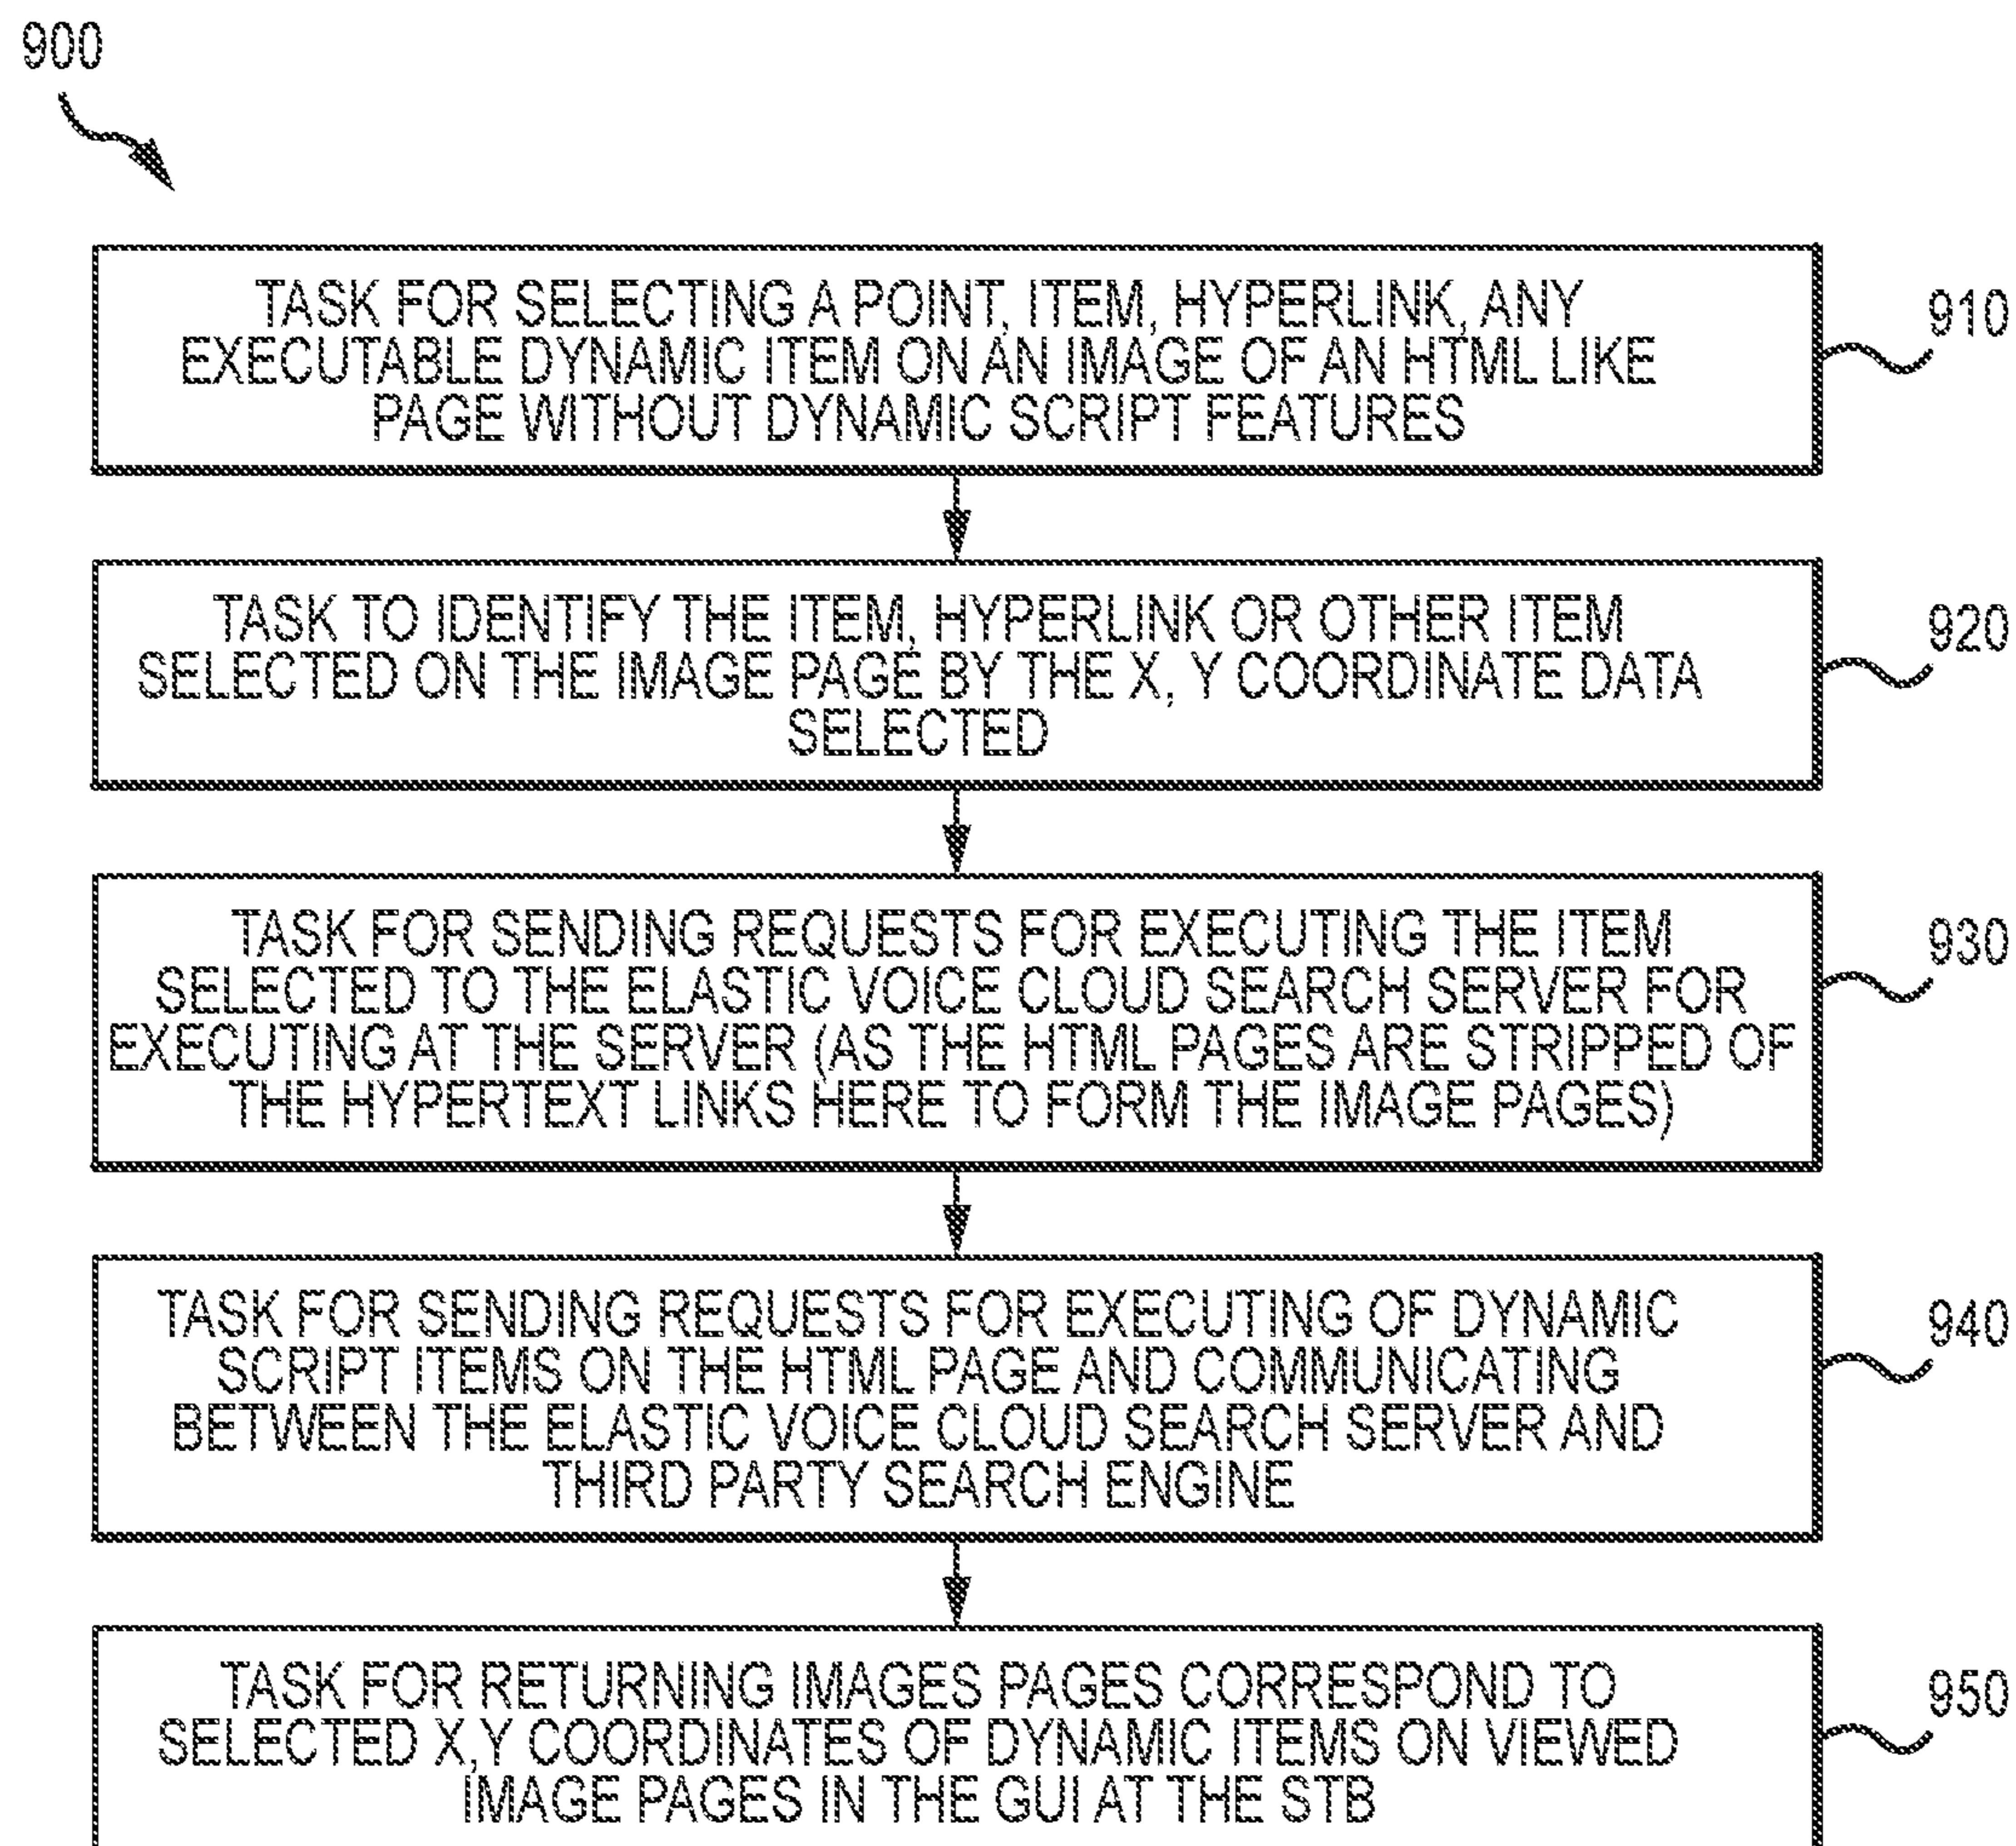 900
TASK FOR SELECTING A POINT, ITEM, HYPERLINK, ANY
EXECUTABLE DYNAMIC ITEM ON AN IMAGE OF AN HTML LIKE
PAGE WITHOUT DYNAMIC SCRIPT FEATURES
910
TASK TO IDENTIFY THE ITEM, HYPERLINK OR OTHER ITEM
SELECTED ON THE IMAGE PAGE BY THE X, Y COORDINATE DATA
SELECTED
920
TASK FOR SENDING REQUESTS FOR EXECUTING THE ITEM
SELECTED TO THE ELASTIC VOICE CLOUD SEARCH SERVER FOR
EXECUTING AT THE SERVER (AS THE HTML PAGES ARE STRIPPED OF
THE HYPERTEXT LINKS HERE TO FORM THE IMAGE PAGES)
930
TASK FOR SENDING REQUESTS FOR EXECUTING OF DYNAMIC
SCRIPT ITEMS ON THE HTML PAGE AND COMMUNICATING
BETWEEN THE ELASTIC VOICE CLOUD SEARCH SERVER AND
THIRD PARTY SEARCH ENGINE
940
TASK FOR RETURNING IMAGES PAGES CORRESPOND TO
SELECTED X,Y COORDINATES OF DYNAMIC ITEMS ON VIEWED
IMAGE PAGES IN THE GUI AT THE STB
950